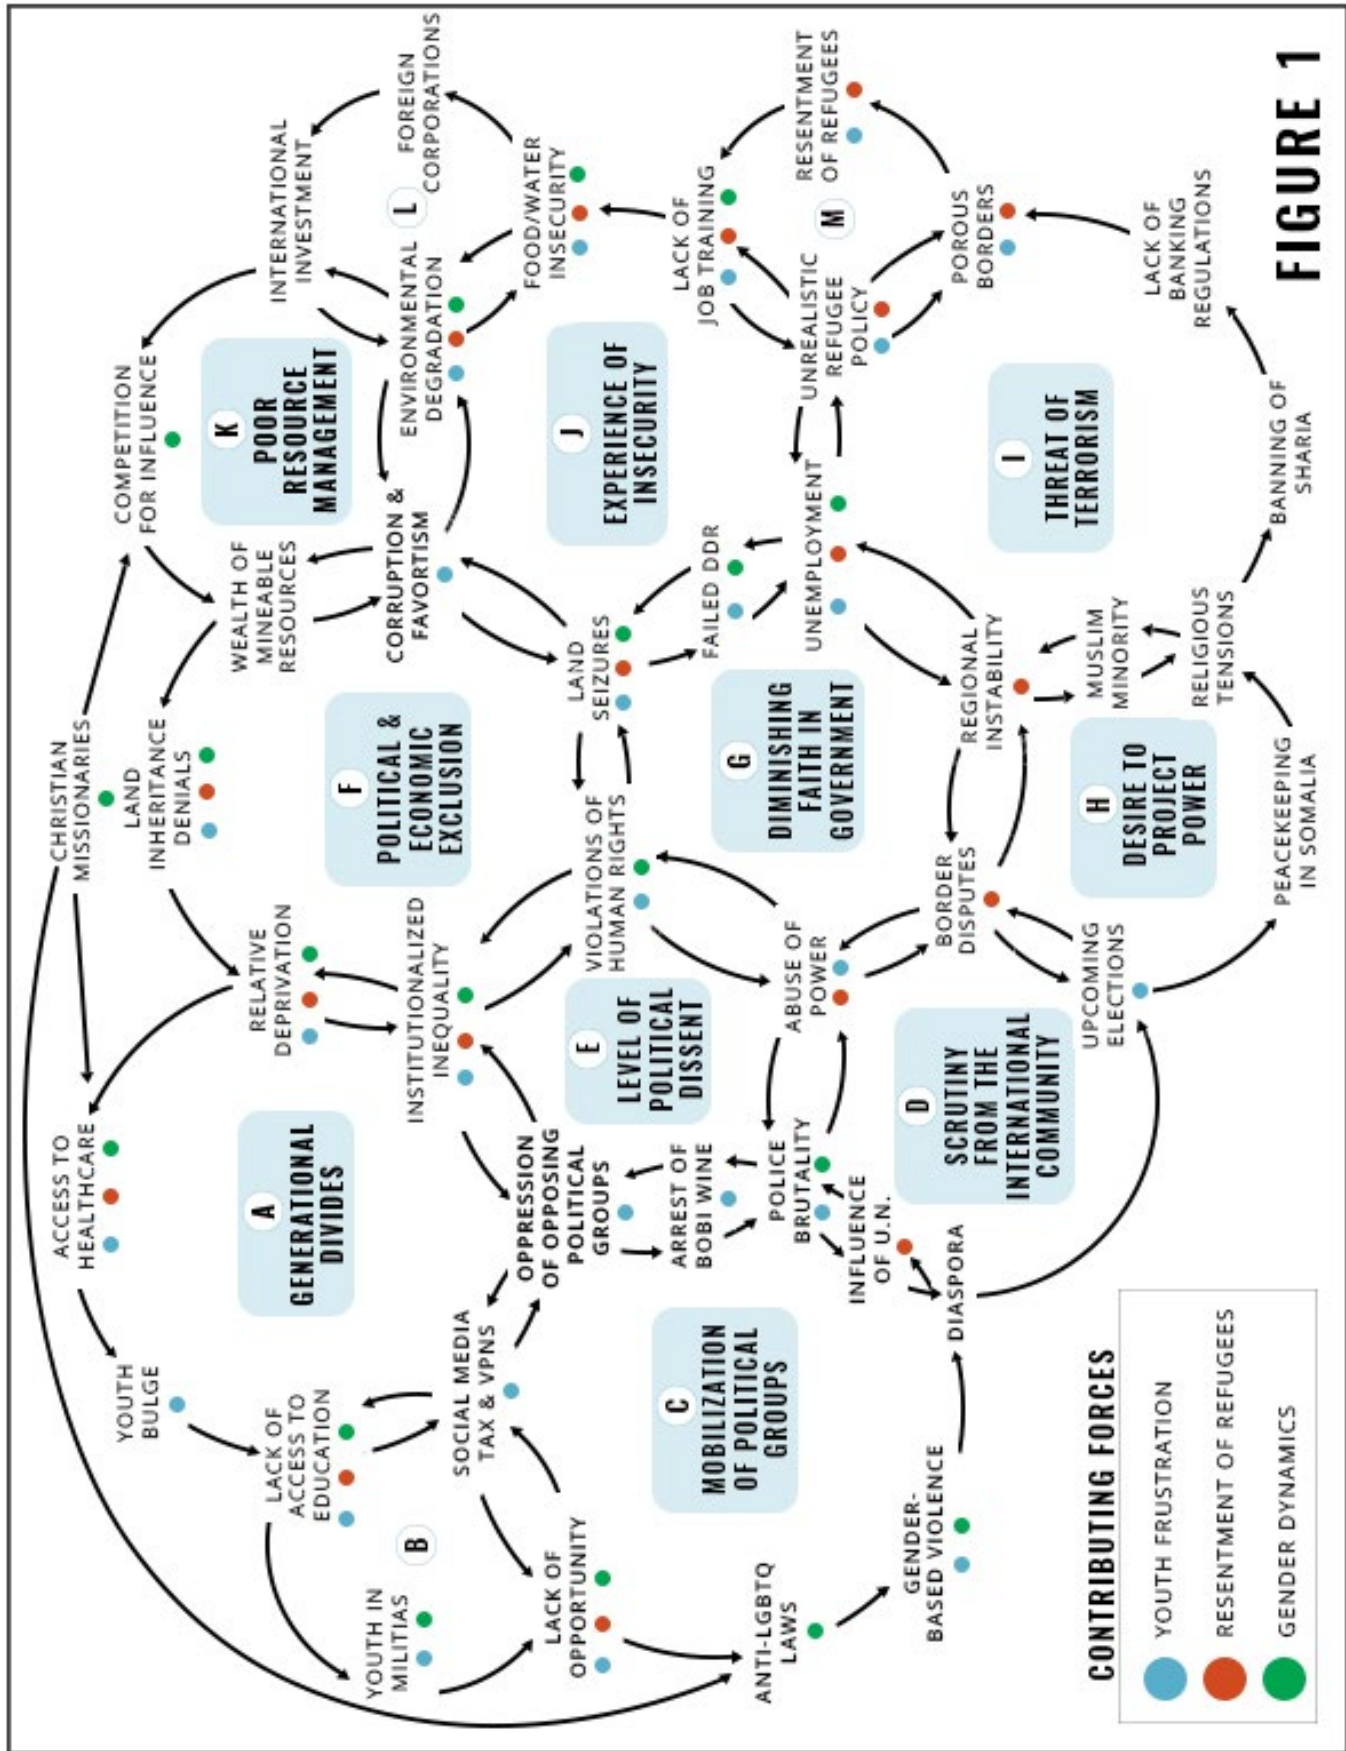 CHRISTIAN
MISSIONARIES
COMPETITION
FOR INFLUENCE
LAND
INHERITANCE
DENIALS
ACCESS TO
HEALTHCARE
YOUTH
BULGE
RELATIVE
DEPRIVATION
WEALTH OF
MINEABLE
RESOURCES
K
POOR
RESOURCE
MANAGEMENT
INTERNATIONAL
INVESTMENT
A
GENERATIONAL
DIVIDES
F
POLITICAL &
ECONOMIC
EXCLUSION
LACK OF
ACCESS TO
EDUCATION
B
YOUTH IN
MILITIAS
INSTITUTIONALIZED
INEQUALITY
CORRUPTION &
FAVORTISM
ENVIRONMENTAL
DEGRADATION
L
FOREIGN
CORPORATIONS
SOCIAL MEDIA
TAX & VPNS
OPPRESSION
OF OPPOSING
POLITICAL
GROUPS
LACK OF
OPPORTUNITY
E
LEVEL OF
POLITICAL
DISSENT
VIOLATIONS OF
HUMAN RIGHTS
LAND
SEIZURES
J
EXPERIENCE OF
INSECURITY
FOOD/WATER
INSECURITY
C
MOBILIZATION
OF POLITICAL
GROUPS
ARREST OF
BOBI WINE
FAILED DDR
LACK OF
JOB TRAINING
G
DIMINISHING
FAITH IN
GOVERNMENT
ANTI-LGBTQ
LAWS
POLICE
BRUTALITY
ABUSE OF
POWER
UNEMPLOYMENT
UNREALISTIC
REFUGEE
POLICY
M
RESENTMENT
OF REFUGEES
INFLUENCE
OF U.N.
D
SCRUTINY
FROM THE
INTERNATIONAL
COMMUNITY
GENDER-
BASED VIOLENCE
DIASPORA
BORDER
DISPUTES
REGIONAL
INSTABILITY
POROUS
BORDERS
I
THREAT OF
TERRORISM
UPCOMING
ELECTIONS
H
DESIRE TO
PROJECT
POWER
MUSLIM
MINORITY
RELIGIOUS
TENSIONS
LACK OF
BANKING
REGULATIONS
PEACEKEEPING
IN SOMALIA
BANNING OF
SHARIA
CONTRIBUTING FORCES
YOUTH FRUSTRATION
RESENTMENT OF REFUGEES
GENDER DYNAMICS
FIGURE 1